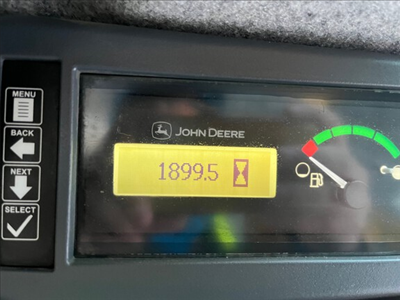 MENU
BACK
NEXT
SELECT
JOHN DEERE
1899.5